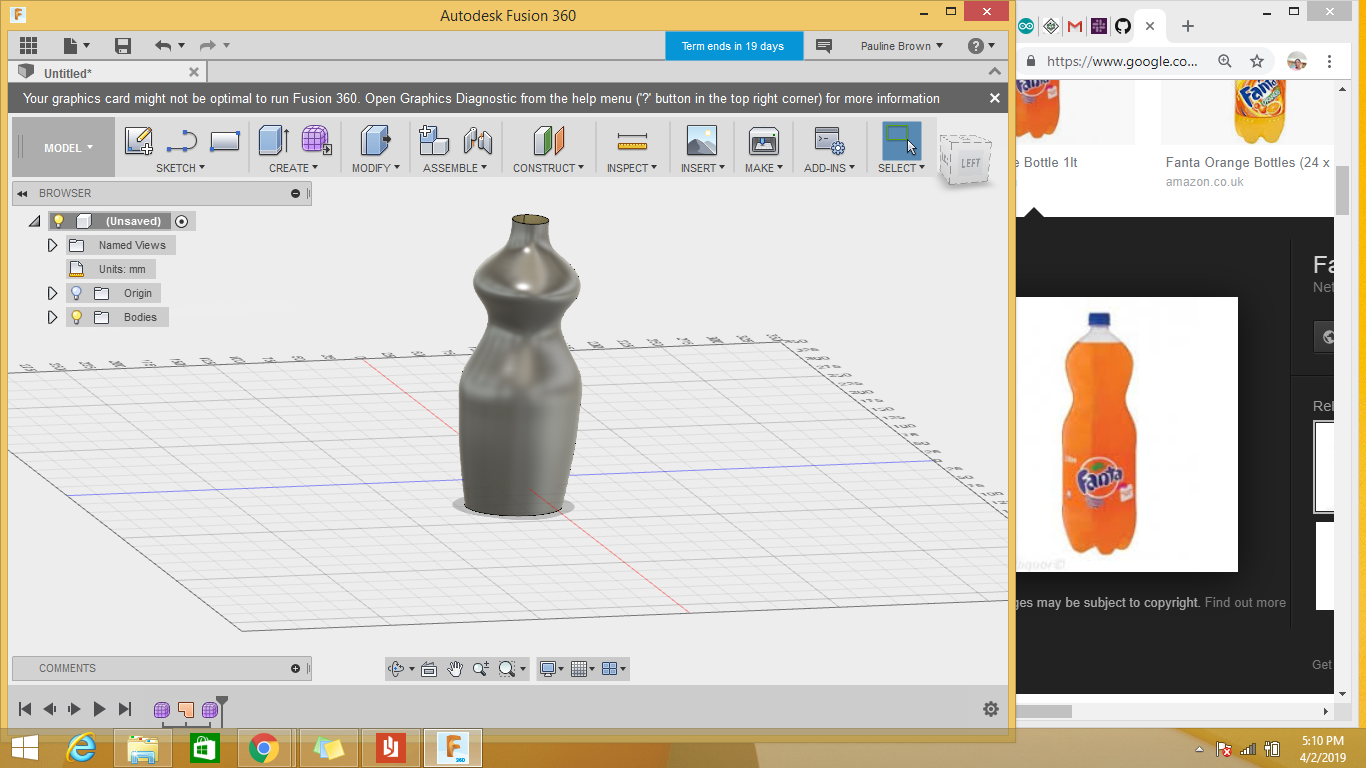 Autodesk Fusion 360
Term ends in 19 days
Pauline Brown
Untitled*
https://www.google.co...
Your graphics card might not be optimal to run Fusion 360. Open Graphics Diagnostic from the help menu ('?' button in the top right corner) for more information
MODEL
SKETCH
CREATE
MODIFY
ASSEMBLE
CONSTRUCT
INSPECT
INSERT
MAKE
ADD-INS
SELECT
LEFT
BROWSER
(Unsaved)
Named Views
Units: mm
Origin
Bodies
COMMENTS
Fanta
e Bottle 1lt
Fanta Orange Bottles (24 x
amazon.co.uk
Fa
Net
Rel
Fanta
ges may be subject to copyright. Find out more
Get
360
5:10 PM
4/2/2019